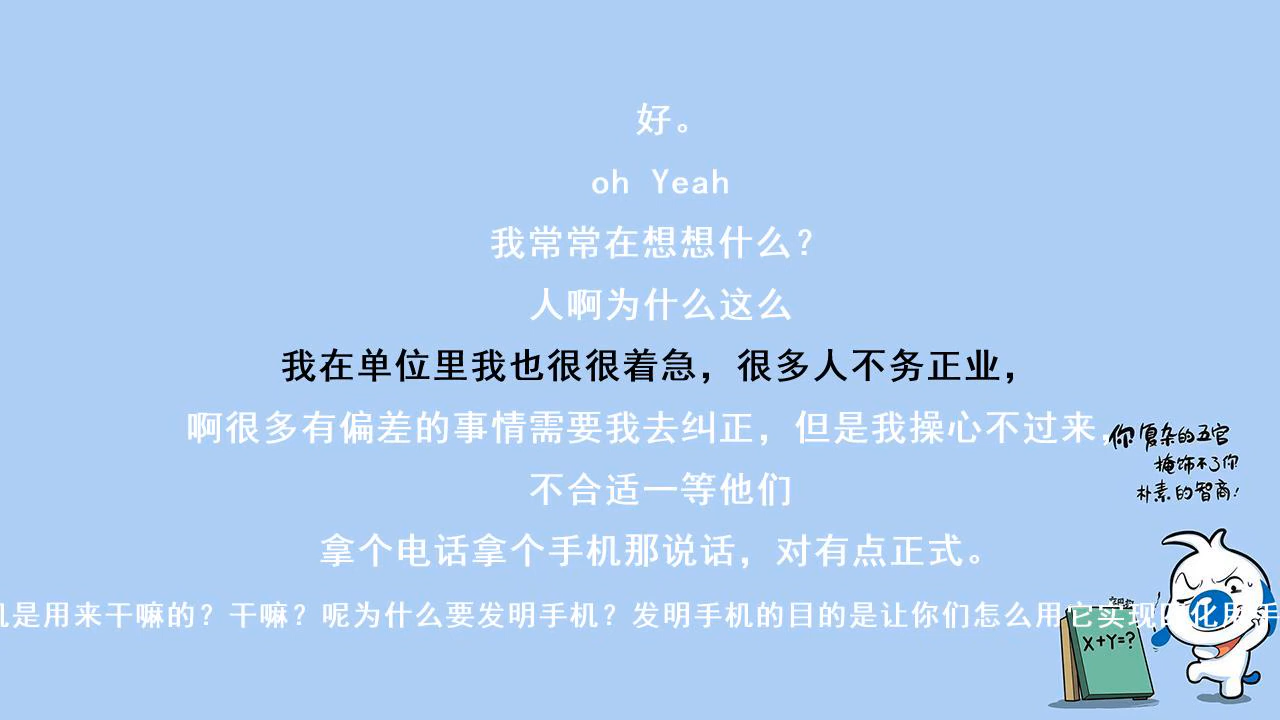 好。
oh Yeah
我常常在想想什么？
人啊为什么这么
我在单位里我也很很着急，很多人不务正业，
啊很多有偏差的事情需要我去纠正，但是我操心不过来，
你复杂的五官
掩饰不了你
朴素的智商！
不合适一等他们
拿个电话拿个手机那说话，对有点正式。
机是用来干嘛的？干嘛？呢为什么要发明手机？发明手机的目的是让你们怎么用它实现四化用手
X+Y=?